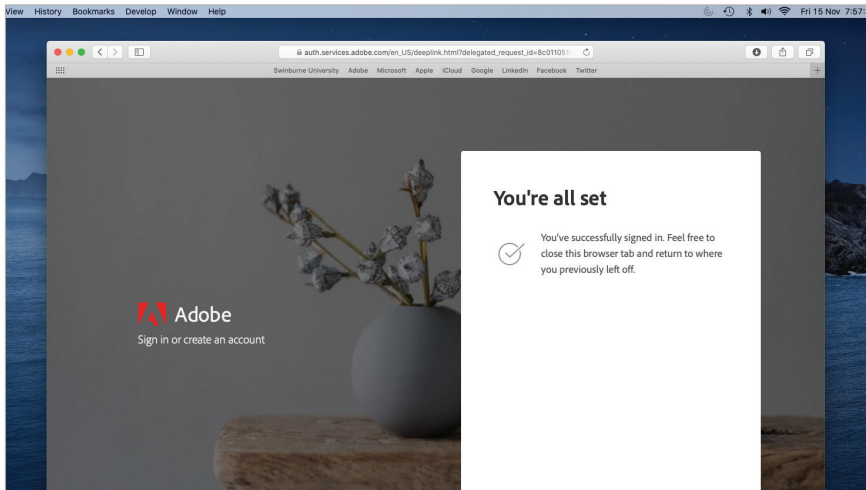 View History Bookmarks Develop Window Help Fri 15 Nov 7:57:
auth.services.adobe.com/en_US/deeplink.html?delegated_request_id=8c011051
Swinburne University Adobe Microsoft Apple iCloud Google LinkedIn Facebook Twitter
You're all set
You've successfully signed in. Feel free to
close this browser tab and return to where
you previously left off.
Adobe
Sign in or create an account